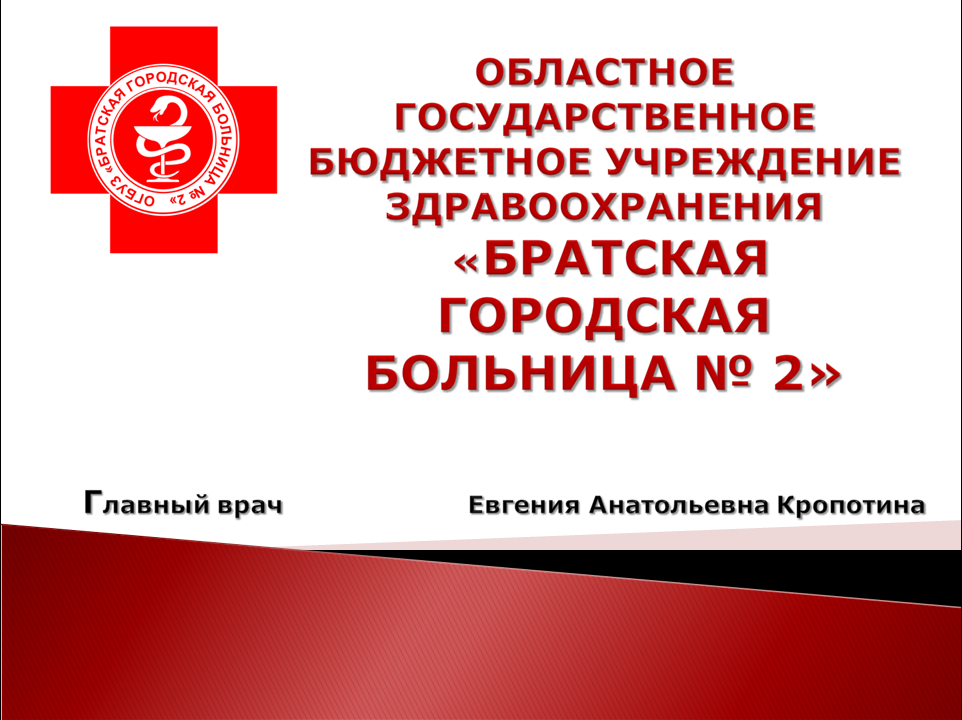 ОГБУЗ «БРАТСКАЯ ГОРОДСКАЯ БОЛЬНИЦА № 2»
ОБЛАСТНОЕ
ГОСУДАРСТВЕННОЕ
БЮДЖЕТНОЕ УЧРЕЖДЕНИЕ
ЗДРАВООХРАНЕНИЯ
«БРАТСКАЯ
ГОРОДСКАЯ
БОЛЬНИЦА № 2»
Главный врач Евгения Анатольевна Кропотина